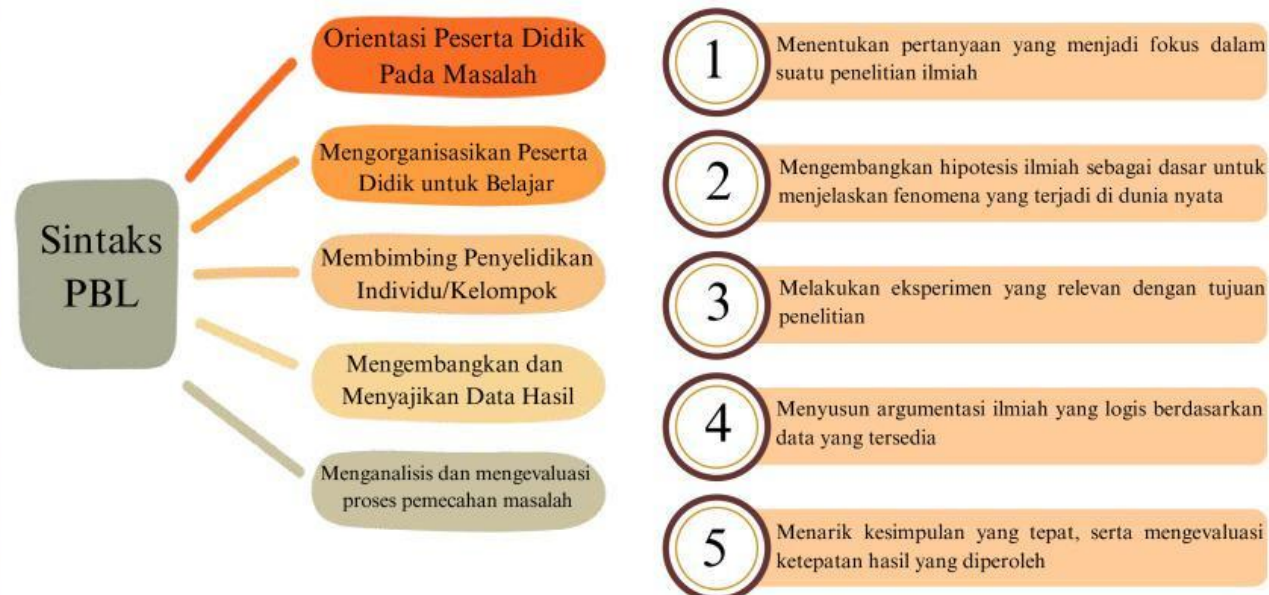 Sintaks
PBL
Orientasi Peserta Didik
Pada Masalah
Mengorganisasikan Peserta
Didik untuk Belajar
Membimbing Penyelidikan
Individu/Kelompok
Mengembangkan dan
Menyajikan Data Hasil
Menganalisis dan mengevaluasi
proses pemecahan masalah
1
Menentukan pertanyaan yang menjadi fokus dalam
suatu penelitian ilmiah
2
Mengembangkan hipotesis ilmiah sebagai dasar untuk
menjelaskan fenomena yang terjadi di dunia nyata
3
Melakukan eksperimen yang relevan dengan tujuan
penelitian
4
Menyusun argumentasi ilmiah yang logis berdasarkan
data yang tersedia
5
Menarik kesimpulan yang tepat, serta mengevaluasi
ketepatan hasil yang diperoleh